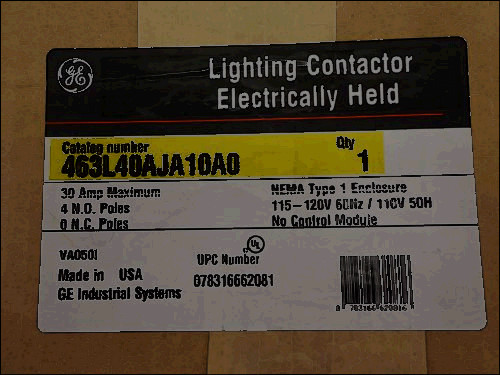 GE
Lighting Contactor
Electrically Held
Catalog number Qty
463L40AJA10A0 1
30 Amp Maximum NEMA Type 1 Enclosure
4 N.O. Poles 115-120V 60Hz / 110V 50H
0 N.C. Poles No Control Module
VA050I UL
UPC Number
Made in USA 078316662081
GE Industrial Systems